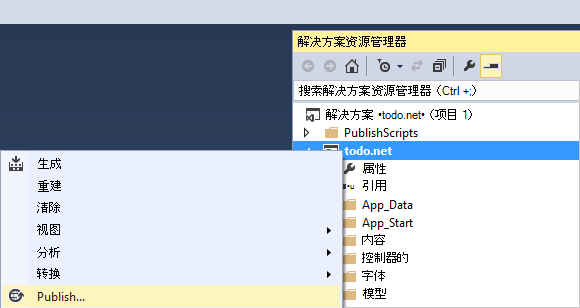 解决方案资源管理器
搜索解决方案资源管理器（Ctrl +;）
解决方案 •todo.net•（项目 1）
PublishScripts
todo.net
属性
引用
App_Data
App_Start
内容
控制器的
字体
模型
生成
重建
清除
视图
分析
转换
Publish...